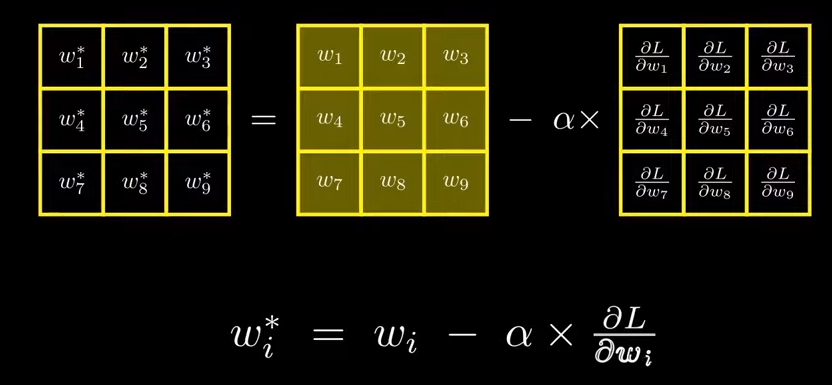 w₁* w₂* w₃* w₁ w₂ w₃ ∂L/∂w₁ ∂L/∂w₂ ∂L/∂w₃
w₄* w₅* w₆* = w₄ w₅ w₆ − α× ∂L/∂w₄ ∂L/∂w₅ ∂L/∂w₆
w₇* w₈* w₉* w₇ w₈ w₉ ∂L/∂w₇ ∂L/∂w₈ ∂L/∂w₉
wᵢ* = wᵢ − α × ∂L/∂wᵢ